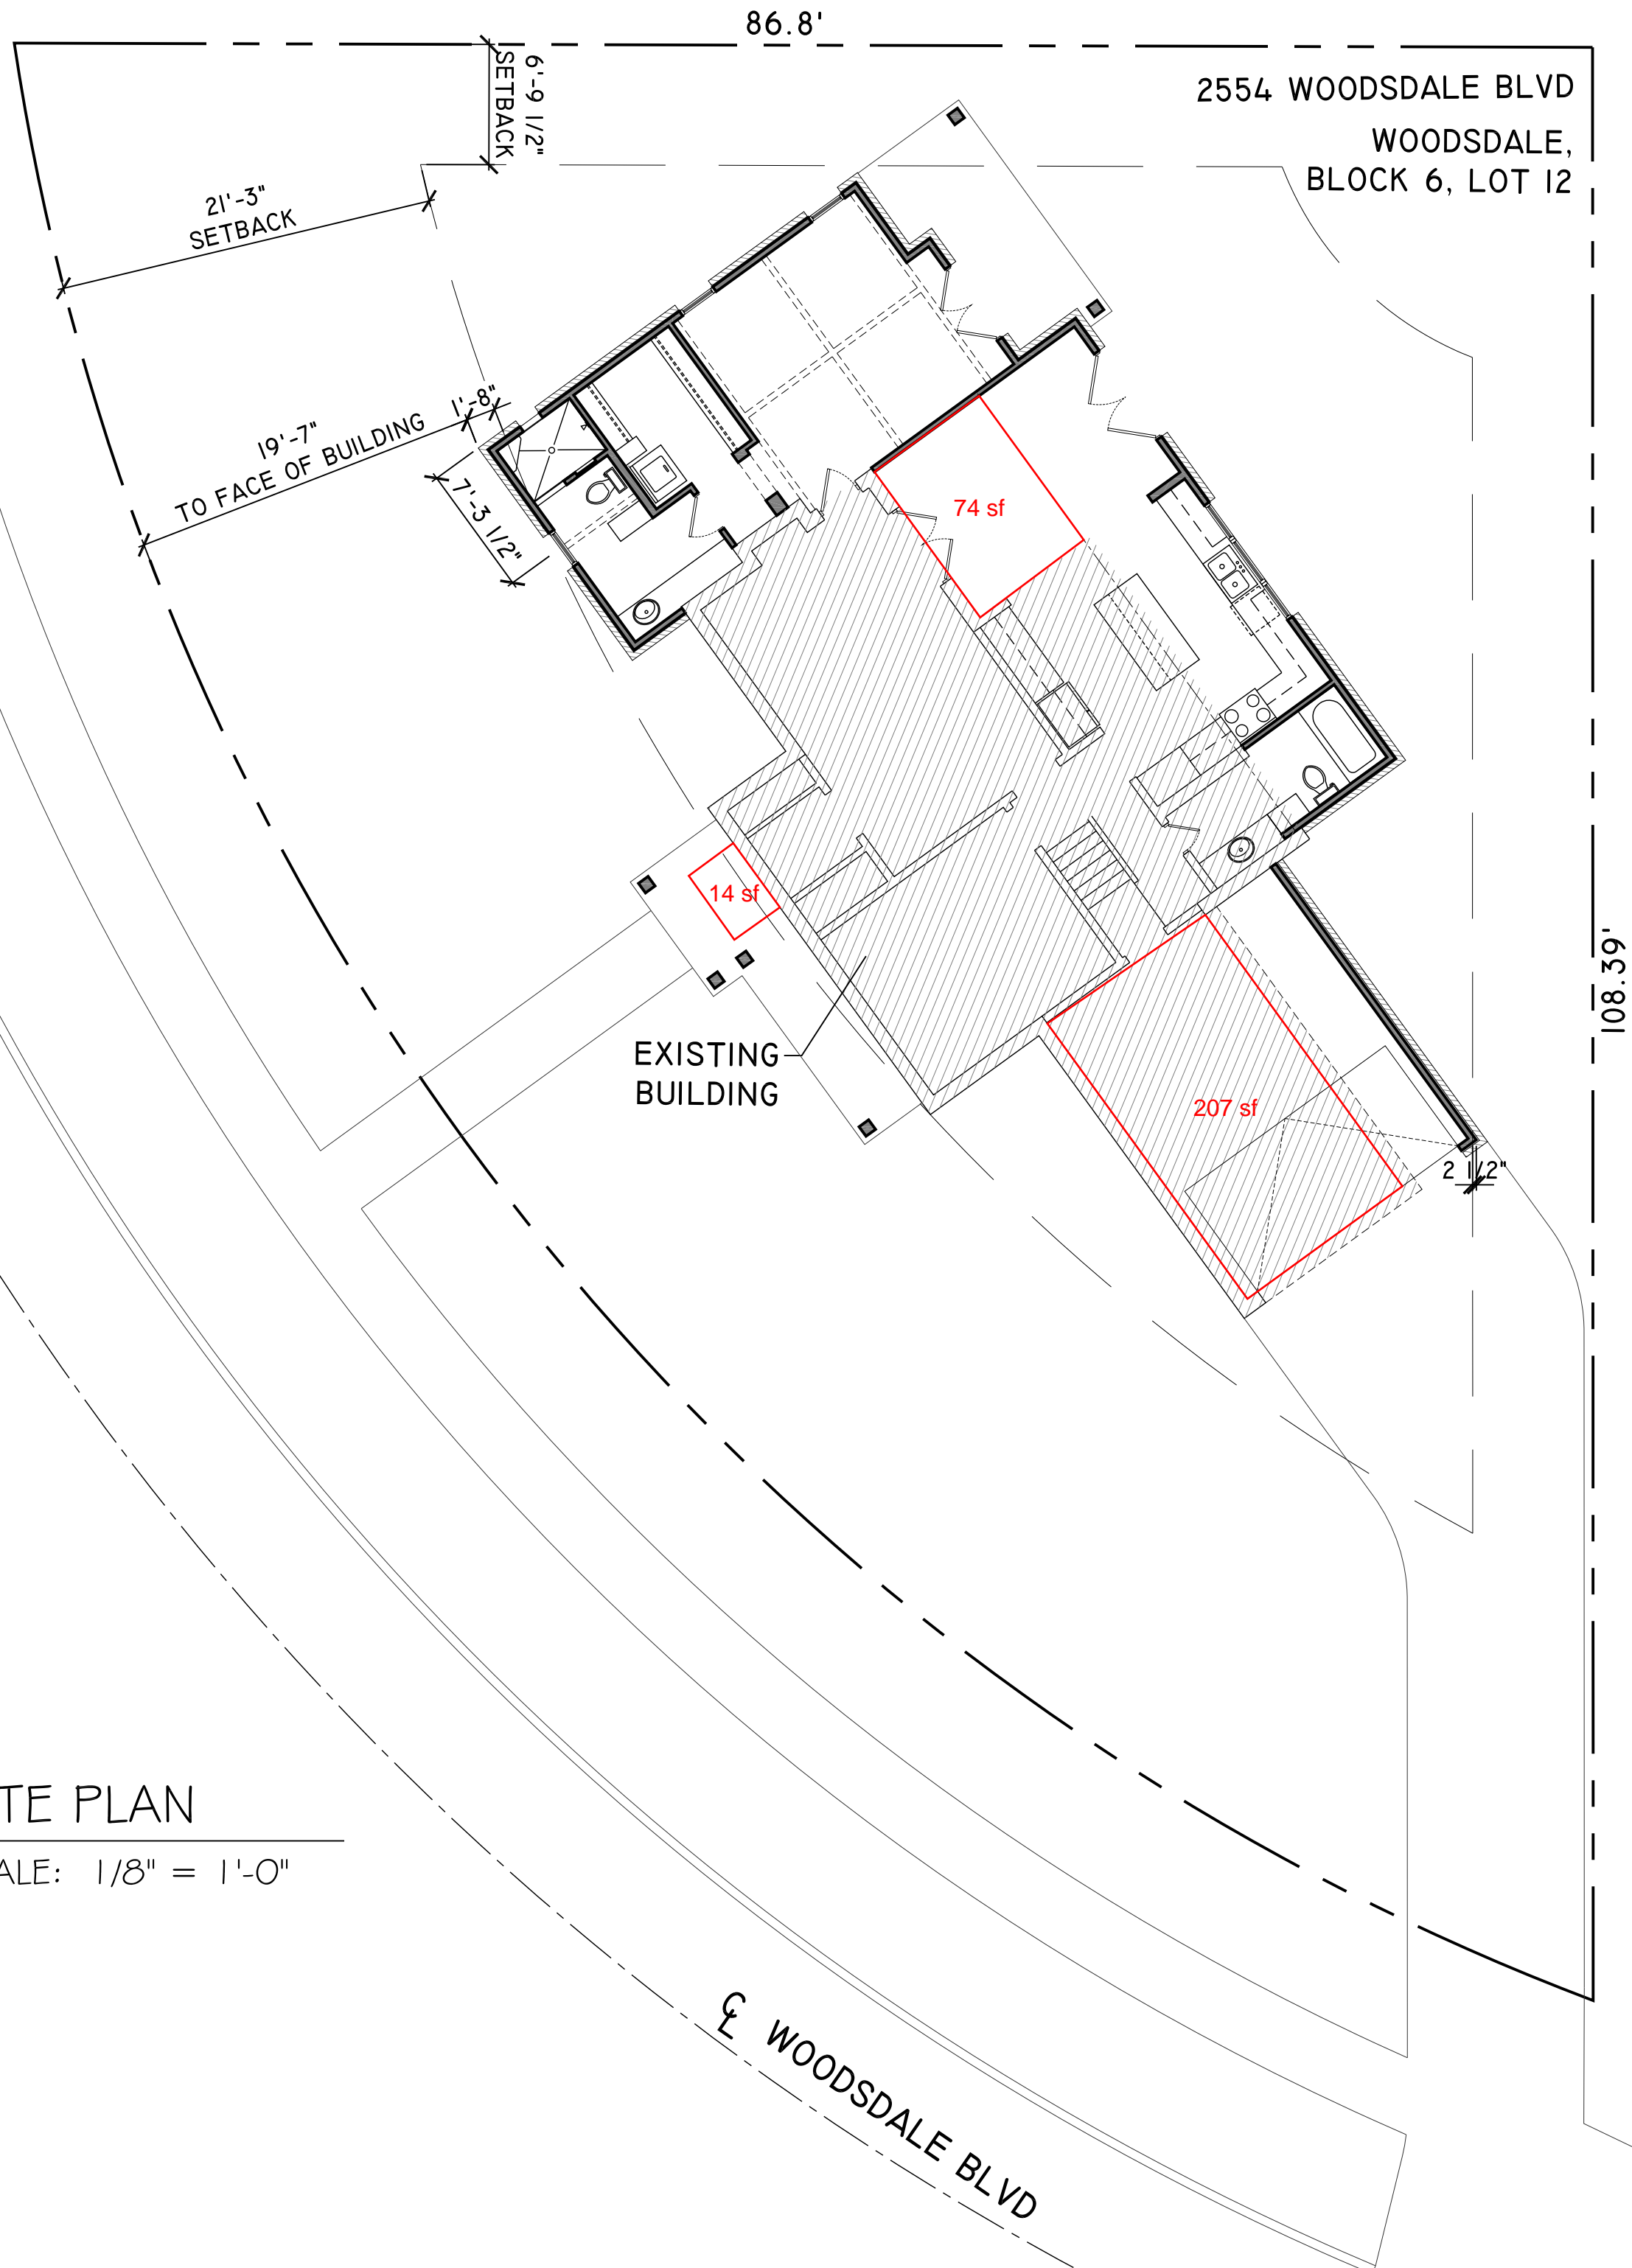 86.8'
2554 WOODSDALE BLVD
WOODSDALE,
BLOCK 6, LOT 12
6'-9 1/2"
SETBACK
21'-3"
SETBACK
1'-8"
19'-7"
TO FACE OF BUILDING
7'-3 1/2"
74 sf
14 sf
108.39'
EXISTING
BUILDING
207 sf
2 1/2"
TE PLAN
ALE: 1/8" = 1'-0"
℄ WOODSDALE BLVD